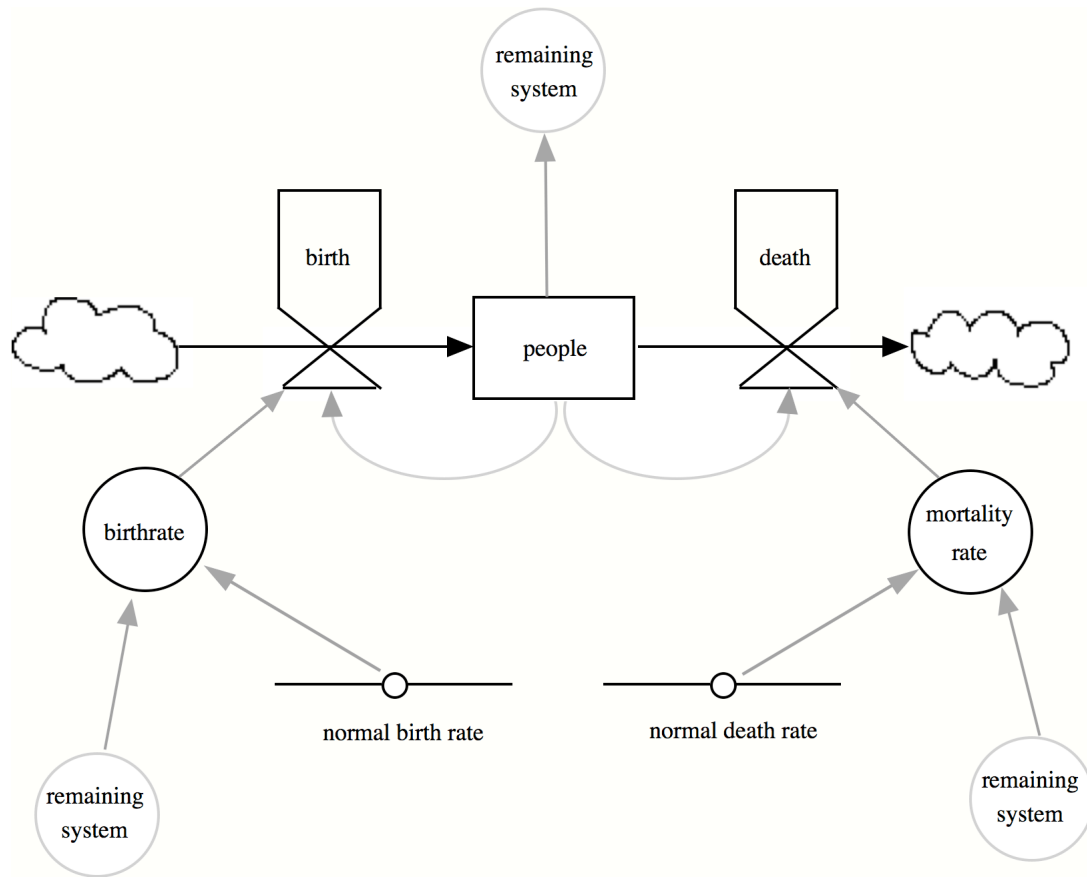 remaining
system
birth
death
people
birthrate
mortality
rate
normal birth rate
normal death rate
remaining
system
remaining
system